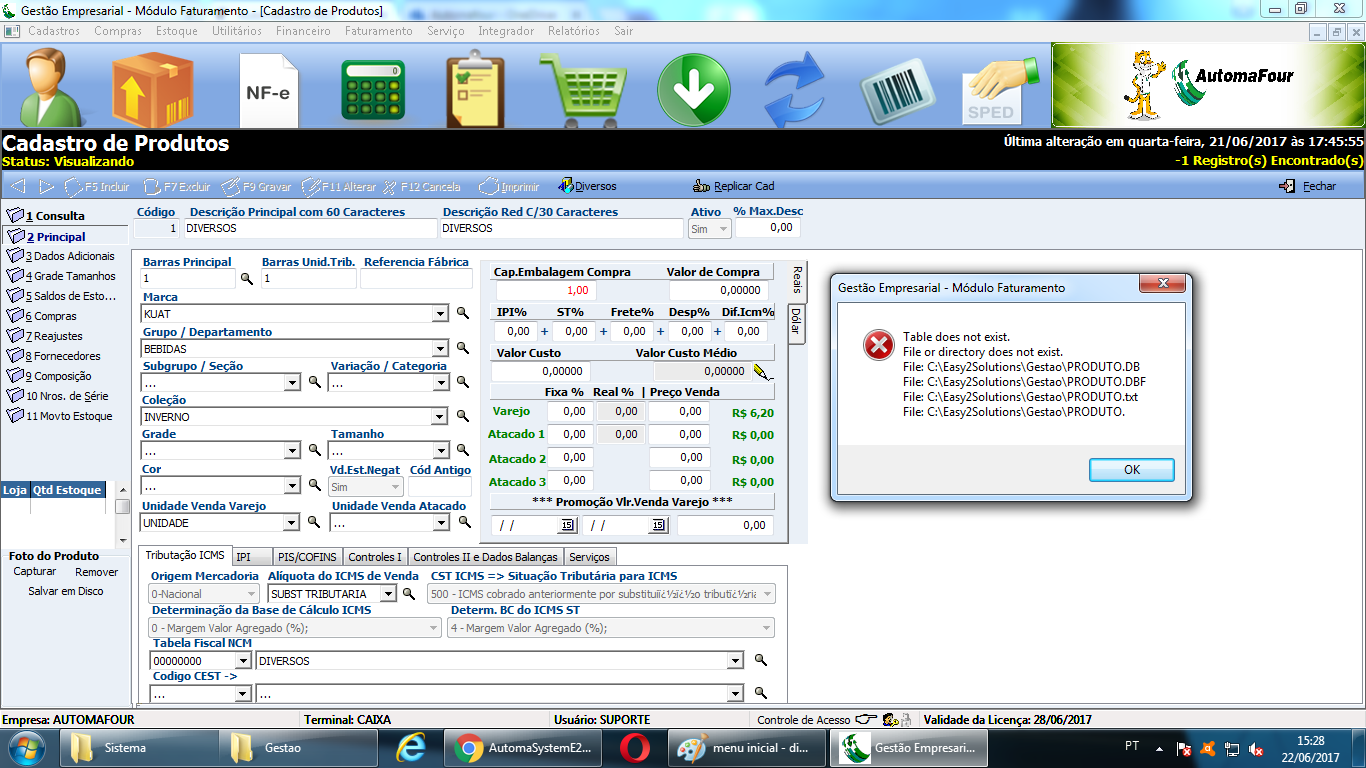 Gestão Empresarial - Módulo Faturamento - [Cadastro de Produtos]
Cadastros Compras Estoque Utilitários Financeiro Faturamento Serviço Integrador Relatórios Sair
NF-e
0
SPED
AutomaFour
Cadastro de Produtos
Última alteração em quarta-feira, 21/06/2017 às 17:45:55
Status: Visualizando
-1 Registro(s) Encontrado(s)
F5 Incluir F7 Excluir F9 Gravar F11 Alterar F12 Cancela Imprimir Diversos Replicar Cad Fechar
1 Consulta
2 Principal
3 Dados Adicionais
4 Grade Tamanhos
5 Saldos de Esto...
6 Compras
7 Reajustes
8 Fornecedores
9 Composição
10 Nros. de Série
11 Movto Estoque
Loja Qtd Estoque
Foto do Produto
Capturar Remover
Salvar em Disco
Código Descrição Principal com 60 Caracteres Descrição Red C/30 Caracteres Ativo % Max.Desc
1 DIVERSOS DIVERSOS Sim 0,00
Barras Principal Barras Unid.Trib. Referencia Fábrica
1 1
Marca
KUAT
Grupo / Departamento
BEBIDAS
Subgrupo / Seção Variação / Categoria
... ...
Coleção
INVERNO
Grade Tamanho
... ...
Cor Vd.Est.Negat Cód Antigo
... Sim
Unidade Venda Varejo Unidade Venda Atacado
UNIDADE ...
Cap.Embalagem Compra Valor de Compra
1,00 0,00000
IPI% ST% Frete% Desp% Dif.Icm%
0,00 + 0,00 + 0,00 + 0,00 + 0,00
Valor Custo Valor Custo Médio
0,00000 0,00000
Fixa % Real % | Preço Venda
Varejo 0,00 0,00 0,00 R$ 6,20
Atacado 1 0,00 0,00 0,00 R$ 0,00
Atacado 2 0,00 0,00 R$ 0,00
Atacado 3 0,00 0,00 R$ 0,00
*** Promoção Vlr.Venda Varejo ***
/ / 15 / / 15 0,00
Reais
Dólar
Tributação ICMS IPI PIS/COFINS Controles I Controles II e Dados Balanças Serviços
Origem Mercadoria Alíquota do ICMS de Venda CST ICMS => Situação Tributária para ICMS
0-Nacional SUBST TRIBUTARIA 500 - ICMS cobrado anteriormente por substituiï¿½ï¿½o tributï¿½ria
Determinação da Base de Cálculo ICMS Determ. BC do ICMS ST
0 - Margem Valor Agregado (%); 4 - Margem Valor Agregado (%);
Tabela Fiscal NCM
00000000 DIVERSOS
Codigo CEST ->
... ...
Gestão Empresarial - Módulo Faturamento
Table does not exist.
File or directory does not exist.
File: C:\Easy2Solutions\Gestao\PRODUTO.DB
File: C:\Easy2Solutions\Gestao\PRODUTO.DBF
File: C:\Easy2Solutions\Gestao\PRODUTO.txt
File: C:\Easy2Solutions\Gestao\PRODUTO.
OK
Empresa: AUTOMAFOUR Terminal: CAIXA Usuário: SUPORTE Controle de Acesso Validade da Licença: 28/06/2017
Sistema Gestao AutomaSystemE2... menu inicial - di... Gestão Empresari... PT 15:28
22/06/2017